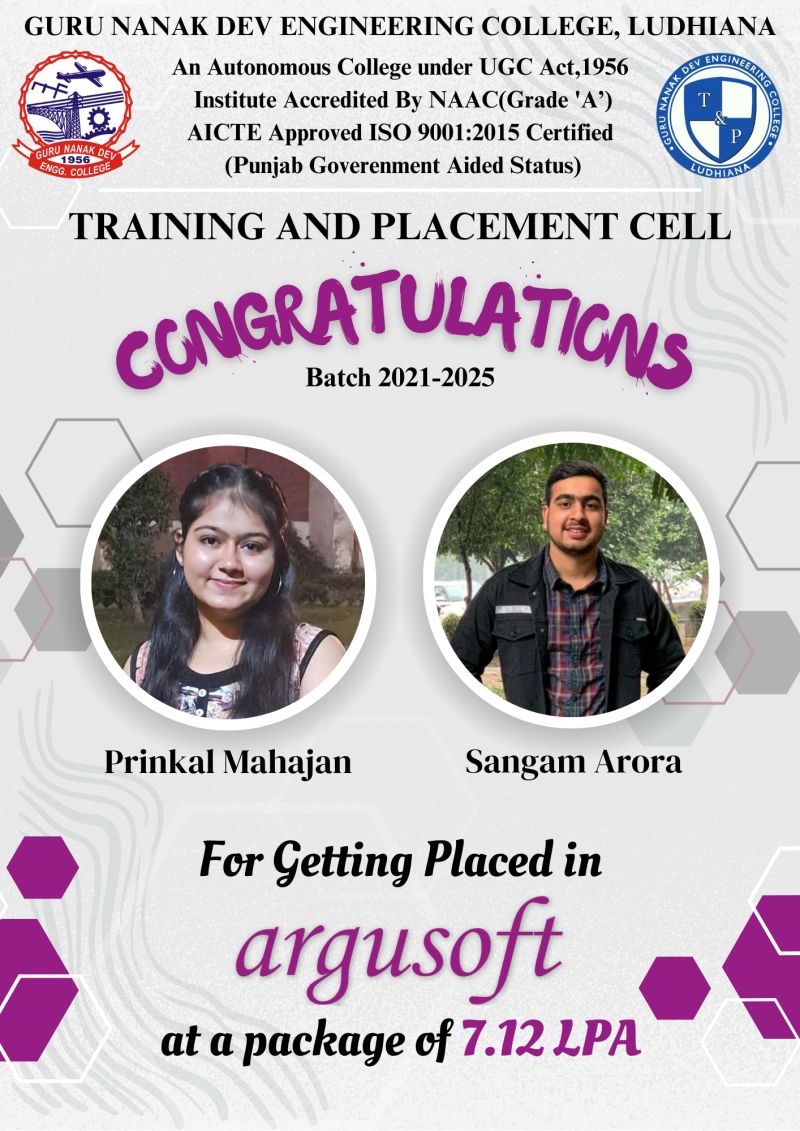 GURU NANAK DEV ENGINEERING COLLEGE, LUDHIANA
An Autonomous College under UGC Act,1956
Institute Accredited By NAAC(Grade 'A’)
AICTE Approved ISO 9001:2015 Certified
(Punjab Goverenment Aided Status)
GURU NANAK DEV
1956
ENGG. COLLEGE
GURU NANAK DEV ENGINEERING COLLEGE
T
&
P
LUDHIANA
TRAINING AND PLACEMENT CELL
CONGRATULATIONS
Batch 2021-2025
Prinkal Mahajan
Sangam Arora
For Getting Placed in
argusoft
at a package of 7.12 LPA